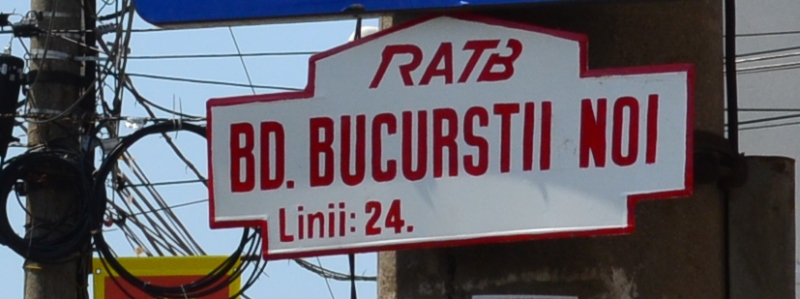 RATB
BD. BUCURSTII NOI
Linii: 24.